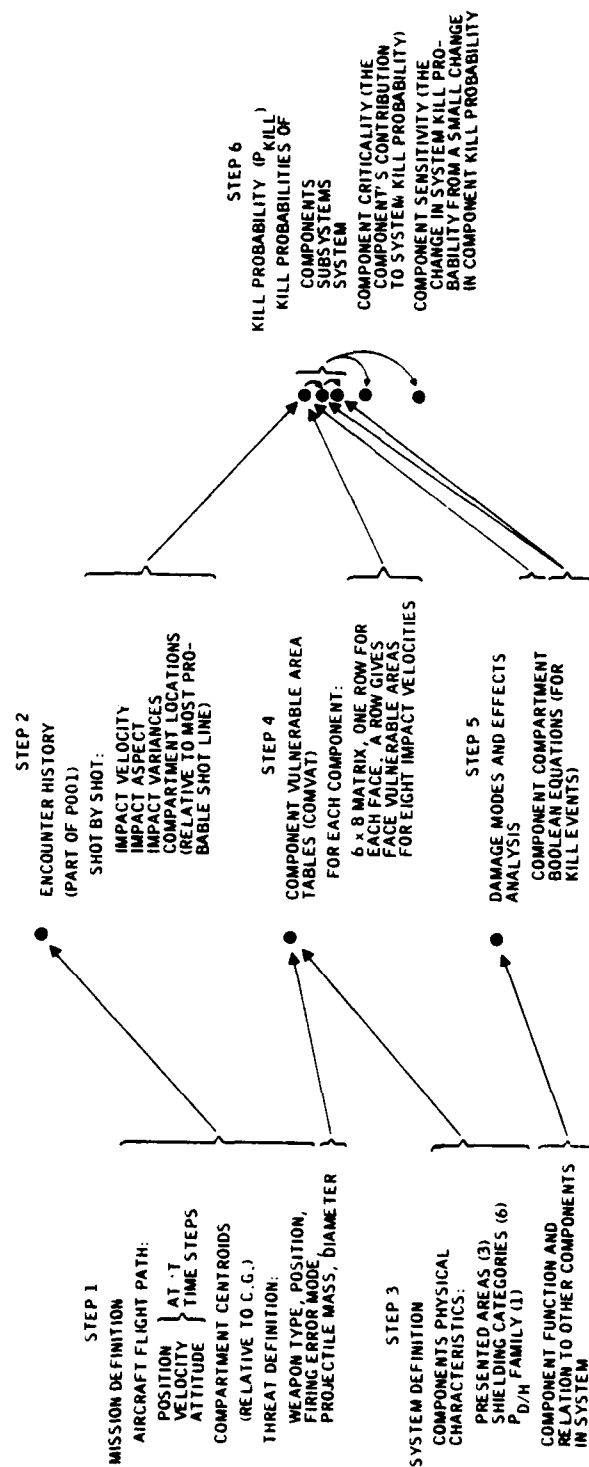 STEP 1
MISSION DEFINITION
AIRCRAFT FLIGHT PATH:
POSITION
VELOCITY
ATTITUDE
AT ·T
TIME STEPS
COMPARTMENT CENTROIDS
(RELATIVE TO C.G.)
THREAT DEFINITION:
WEAPON TYPE, POSITION,
FIRING ERROR MODE,
PROJECTILE MASS, DIAMETER
STEP 2
ENCOUNTER HISTORY
(PART OF P001)
SHOT BY SHOT:
IMPACT VELOCITY
IMPACT ASPECT
IMPACT VARIANCES
COMPARTMENT LOCATIONS
(RELATIVE TO MOST PRO-
BABLE SHOT LINE)
STEP 3
SYSTEM DEFINITION
COMPONENTS PHYSICAL
CHARACTERISTICS:
PRESENTED AREAS (3)
SHIELDING CATEGORIES (6)
P D/H FAMILY (1)
COMPONENT FUNCTION AND
RELATION TO OTHER COMPONENTS
IN SYSTEM
STEP 4
COMPONENT VULNERABLE AREA
TABLES (COMVAT)
FOR EACH COMPONENT:
6 x 8 MATRIX, ONE ROW FOR
EACH FACE, A ROW GIVES
FACE VULNERABLE AREAS
FOR EIGHT IMPACT VELOCITIES
STEP 5
DAMAGE MODES AND EFFECTS
ANALYSIS
COMPONENT COMPARTMENT
BOOLEAN EQUATIONS (FOR
KILL EVENTS)
STEP 6
KILL PROBABILITY (P KILL)
KILL PROBABILITIES OF
COMPONENTS
SUBSYSTEMS
SYSTEM
COMPONENT CRITICALITY (THE
COMPONENT'S CONTRIBUTION
TO SYSTEM KILL PROBABILITY)
COMPONENT SENSITIVITY (THE
CHANGE IN SYSTEM KILL PRO-
BABILITY FROM A SMALL CHANGE
IN COMPONENT KILL PROBABILITY